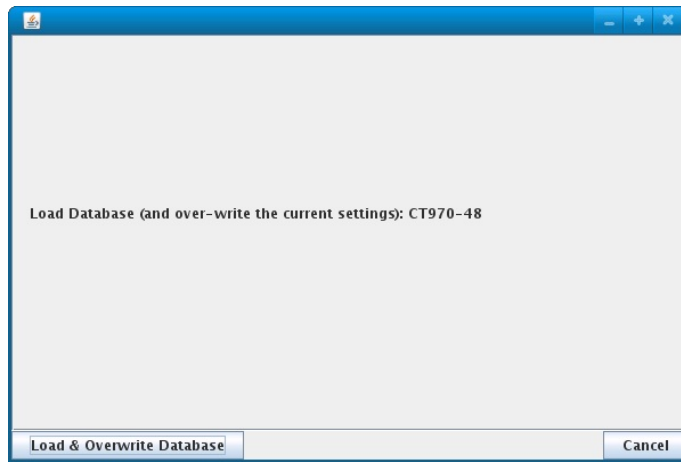 Load Database (and over-write the current settings): CT970-48
Load & Overwrite Database
Cancel